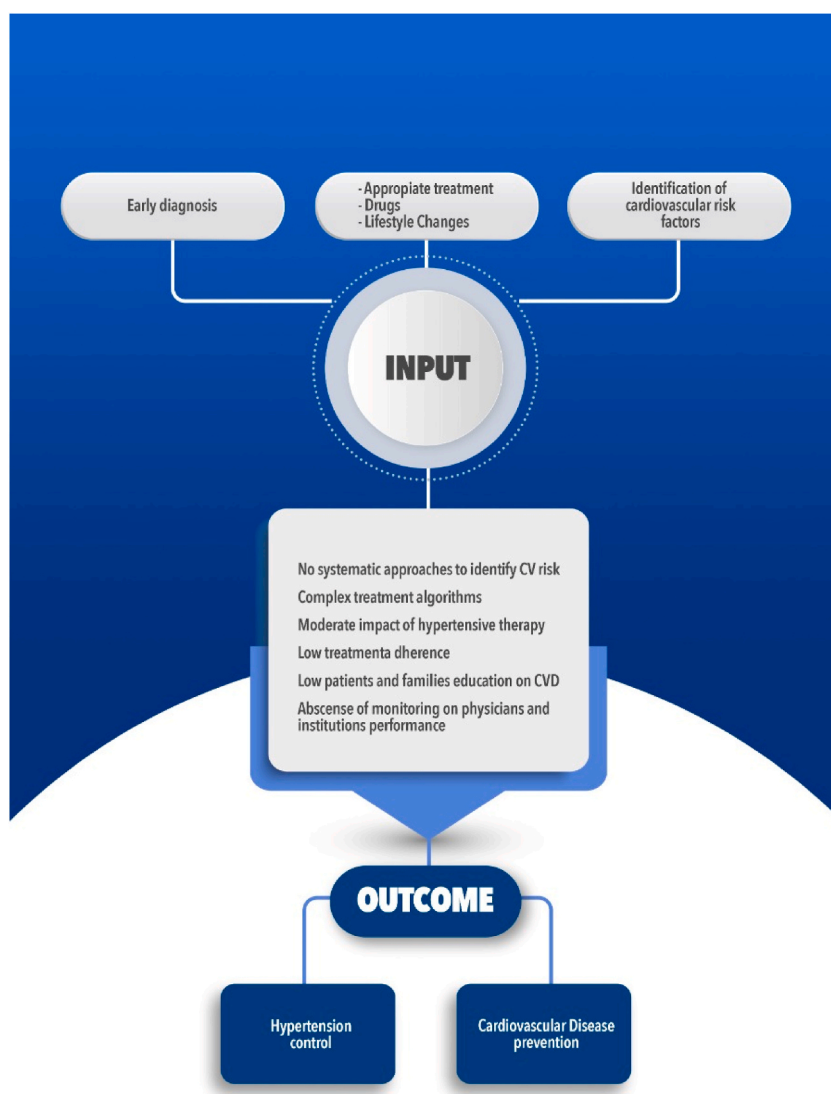 Early diagnosis
- Appropiate treatment
- Drugs
- Lifestyle Changes
Identification of
cardiovascular risk
factors
INPUT
No systematic approaches to identify CV risk
Complex treatment algorithms
Moderate impact of hypertensive therapy
Low treatmenta dherence
Low patients and families education on CVD
Abscense of monitoring on physicians and
institutions performance
OUTCOME
Hypertension
control
Cardiovascular Disease
prevention